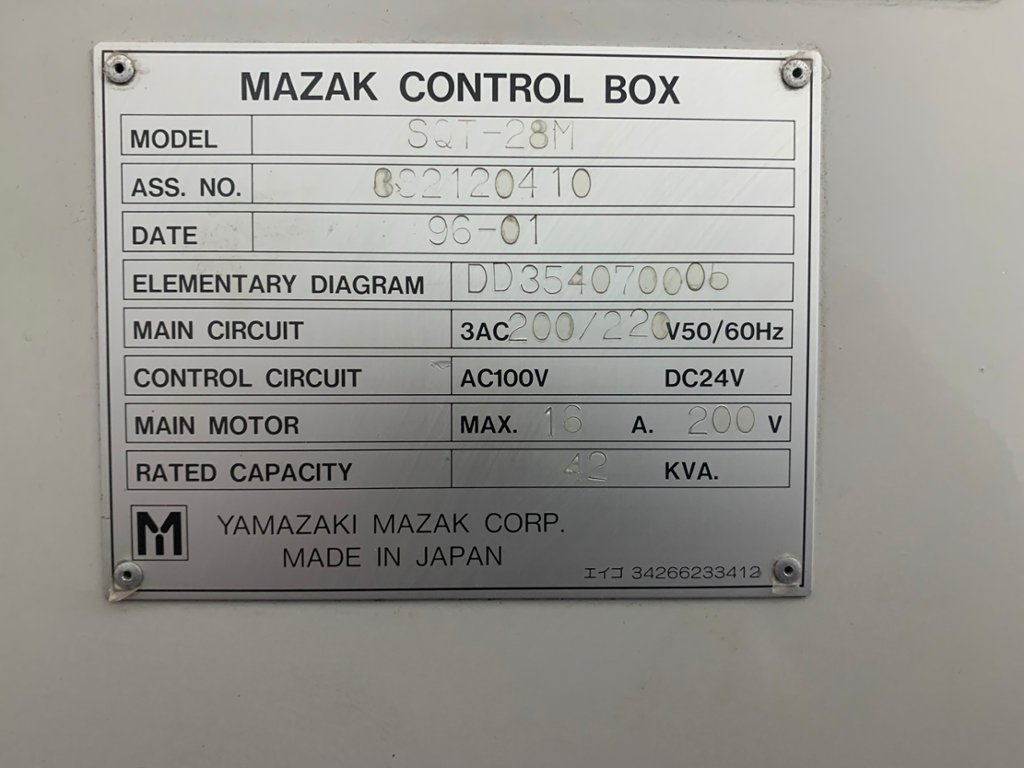 MAZAK CONTROL BOX
MODEL SQT-28M
ASS. NO.
DATE 96-01
ELEMENTARY DIAGRAM DD354070006
MAIN CIRCUIT 3AC200/220V50/60Hz
CONTROL CIRCUIT AC100V DC24V
MAIN MOTOR MAX. 16 A. 200 V
RATED CAPACITY 42 KVA.
YAMAZAKI MAZAK CORP.
MADE IN JAPAN
エイゴ 34266233412